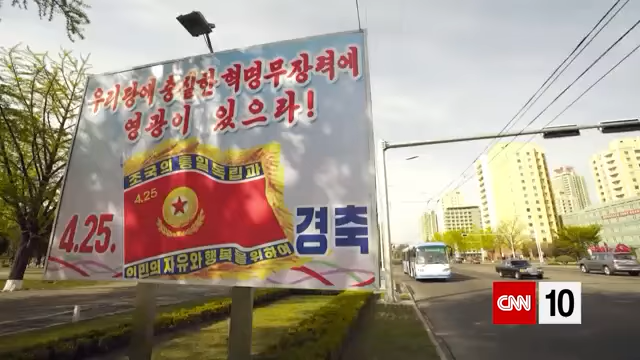 우리당에 충실한 혁명무장력에
영광이 있으라!
조국의 통일독립과
4.25
인민의 자유와 행복을 위하여
4.25.
경축
CNN 10